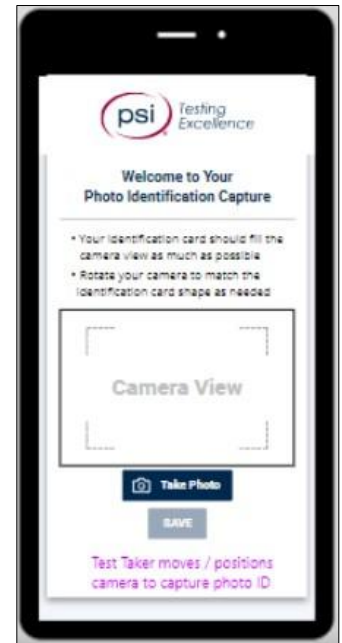 psi Testing
Excellence
Welcome to Your
Photo Identification Capture
• Your identification card should fill the
camera view as much as possible
• Rotate your camera to match the
identification card shape as needed
Camera View
Take Photo
SAVE
Test Taker moves / positions
camera to capture photo ID